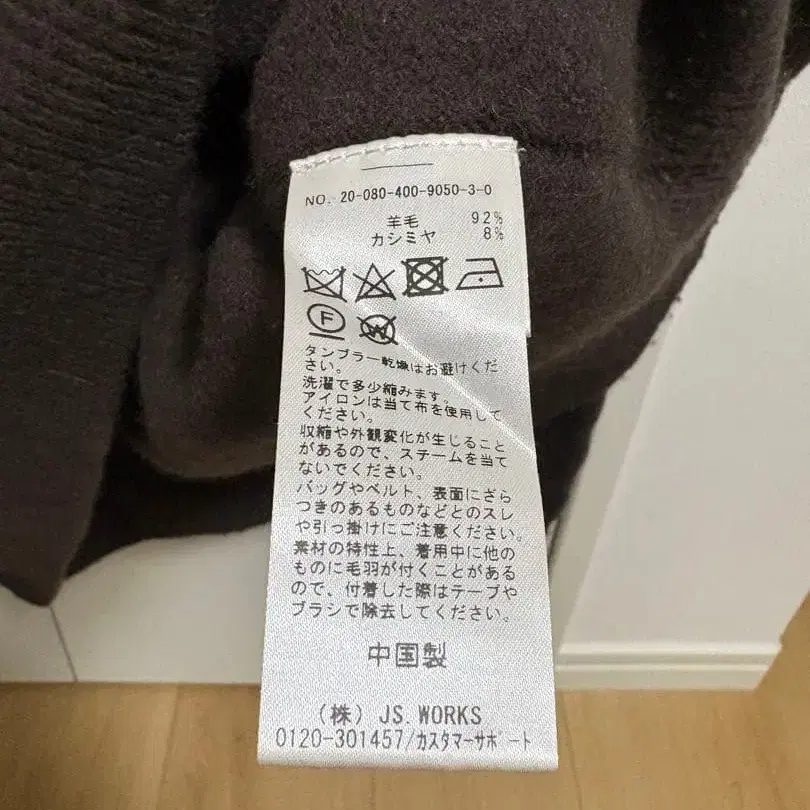 NO. 20-080-400-9050-3-0
羊毛 92%
カシミヤ 8%
F
W
タンブラー乾燥はお避けくだ
さい。
洗濯で多少縮みます。
アイロンは当て布を使用して
ください。
収縮や外観変化が生じること
があるので、スチームを当て
ないでください。
バッグやベルト、表面にざら
つきのあるものなどとのスレ
や引っ掛けにご注意ください。
素材の特性上、着用中に他の
ものに毛羽が付くことがある
ので、付着した際はテープや
ブラシで除去してください。
中国製
(株) JS.WORKS
0120-301457/カスタマーサポート